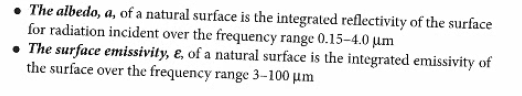 • The albedo, a, of a natural surface is the integrated reflectivity of the surface
for radiation incident over the frequency range 0.15–4.0 μm
• The surface emissivity, ε, of a natural surface is the integrated emissivity of
the surface over the frequency range 3–100 μm